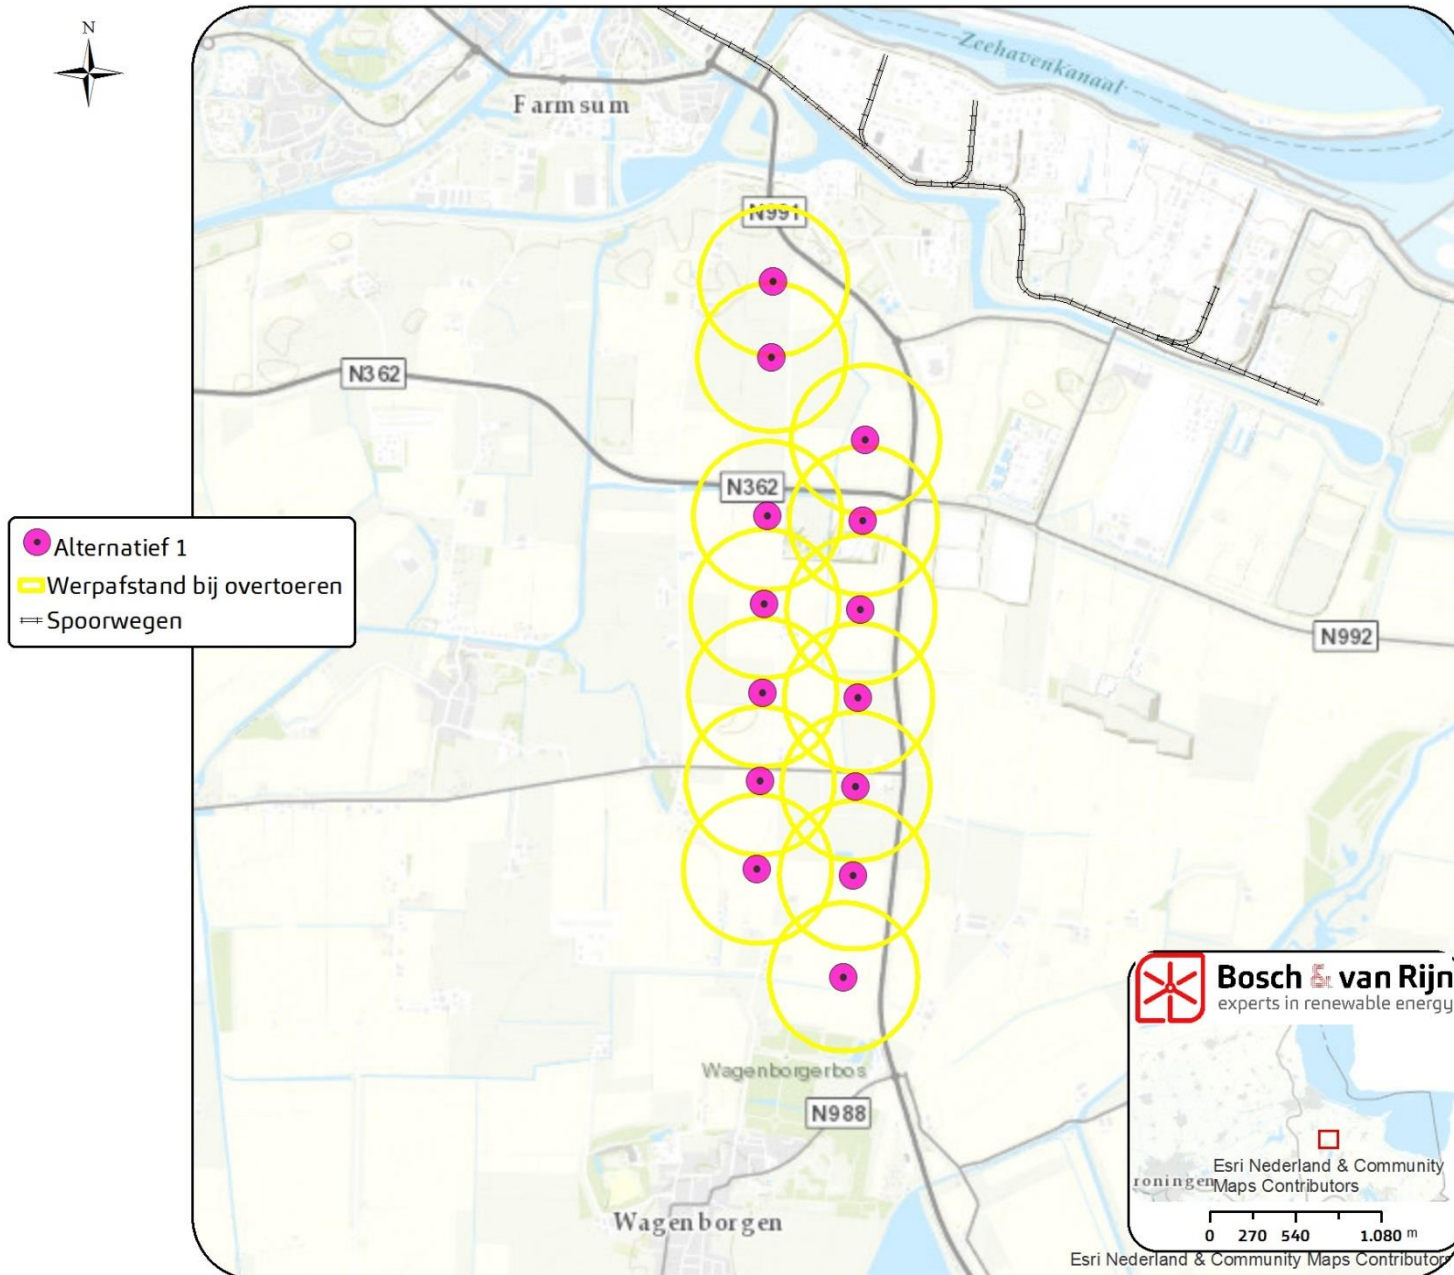 N
Farmsum
Zeehavenkanaal
N991
N362
N362
Alternatief 1
Werpafstand bij overtoeren
Spoorwegen
N992
Wagenborgerbos
N988
Wagenborgen
Bosch & van Rijn
experts in renewable energy
Esri Nederland & Community
roningen
Maps Contributors
0 270 540 1.080 m
Esri Nederland & Community Maps Contributors